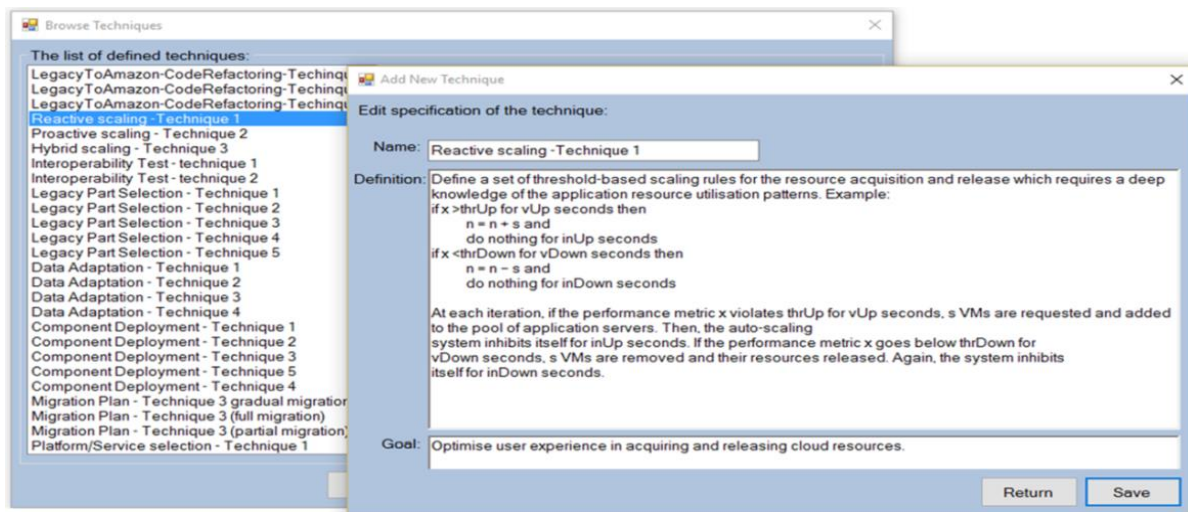 Browse Techniques
The list of defined techniques:
LegacyToAmazon-CodeRefactoring-Techinqu
LegacyToAmazon-CodeRefactoring-Techinqu
LegacyToAmazon-CodeRefactoring-Techinqu
Reactive scaling -Technique 1
Proactive scaling - Technique 2
Hybrid scaling - Technique 3
Interoperability Test - technique 1
Interoperability Test - technique 2
Legacy Part Selection - Technique 1
Legacy Part Selection - Technique 2
Legacy Part Selection - Technique 3
Legacy Part Selection - Technique 4
Legacy Part Selection - Technique 5
Data Adaptation - Technique 1
Data Adaptation - Technique 2
Data Adaptation - Technique 3
Data Adaptation - Technique 4
Component Deployment - Technique 1
Component Deployment - Technique 2
Component Deployment - Technique 3
Component Deployment - Technique 5
Component Deployment - Technique 4
Migration Plan - Technique 3 gradual migration
Migration Plan - Technique 3 (full migration)
Migration Plan - Technique 3 (partial migration)
Platform/Service selection - Technique 1
Add New Technique
Edit specification of the technique:
Name: Reactive scaling -Technique 1
Definition: Define a set of threshold-based scaling rules for the resource acquisition and release which requires a deep
knowledge of the application resource utilisation patterns. Example:
if x >thrUp for vUp seconds then
n = n + s and
do nothing for inUp seconds
if x <thrDown for vDown seconds then
n = n − s and
do nothing for inDown seconds
At each iteration, if the performance metric x violates thrUp for vUp seconds, s VMs are requested and added
to the pool of application servers. Then, the auto-scaling
system inhibits itself for inUp seconds. If the performance metric x goes below thrDown for
vDown seconds, s VMs are removed and their resources released. Again, the system inhibits
itself for inDown seconds.
Goal: Optimise user experience in acquiring and releasing cloud resources.
Return Save